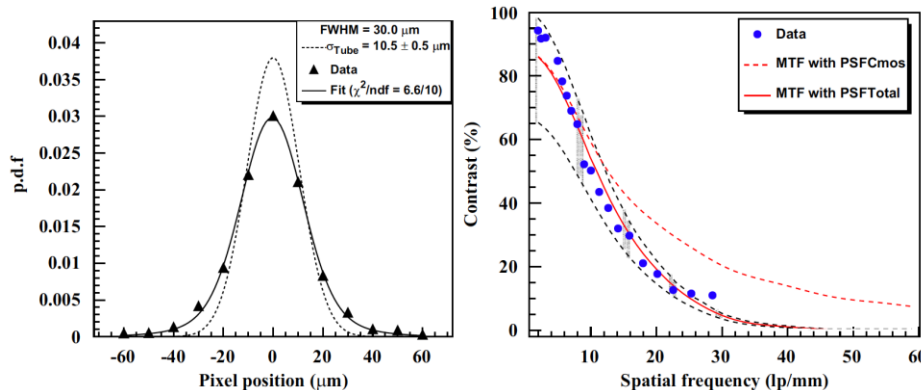 0.04
0.035
0.03
0.025
0.02
0.015
0.01
0.005
0
p.d.f
-60 -40 -20 0 20 40 60
Pixel position (μm)
FWHM = 30.0 μm
σTube = 10.5 ± 0.5 μm
Data
Fit (χ²/ndf = 6.6/10)
100
80
60
40
20
0
Contrast (%)
10 20 30 40 50
Spatial frequency (lp/mm)
Data
MTF with PSFCmos
MTF with PSFTotal